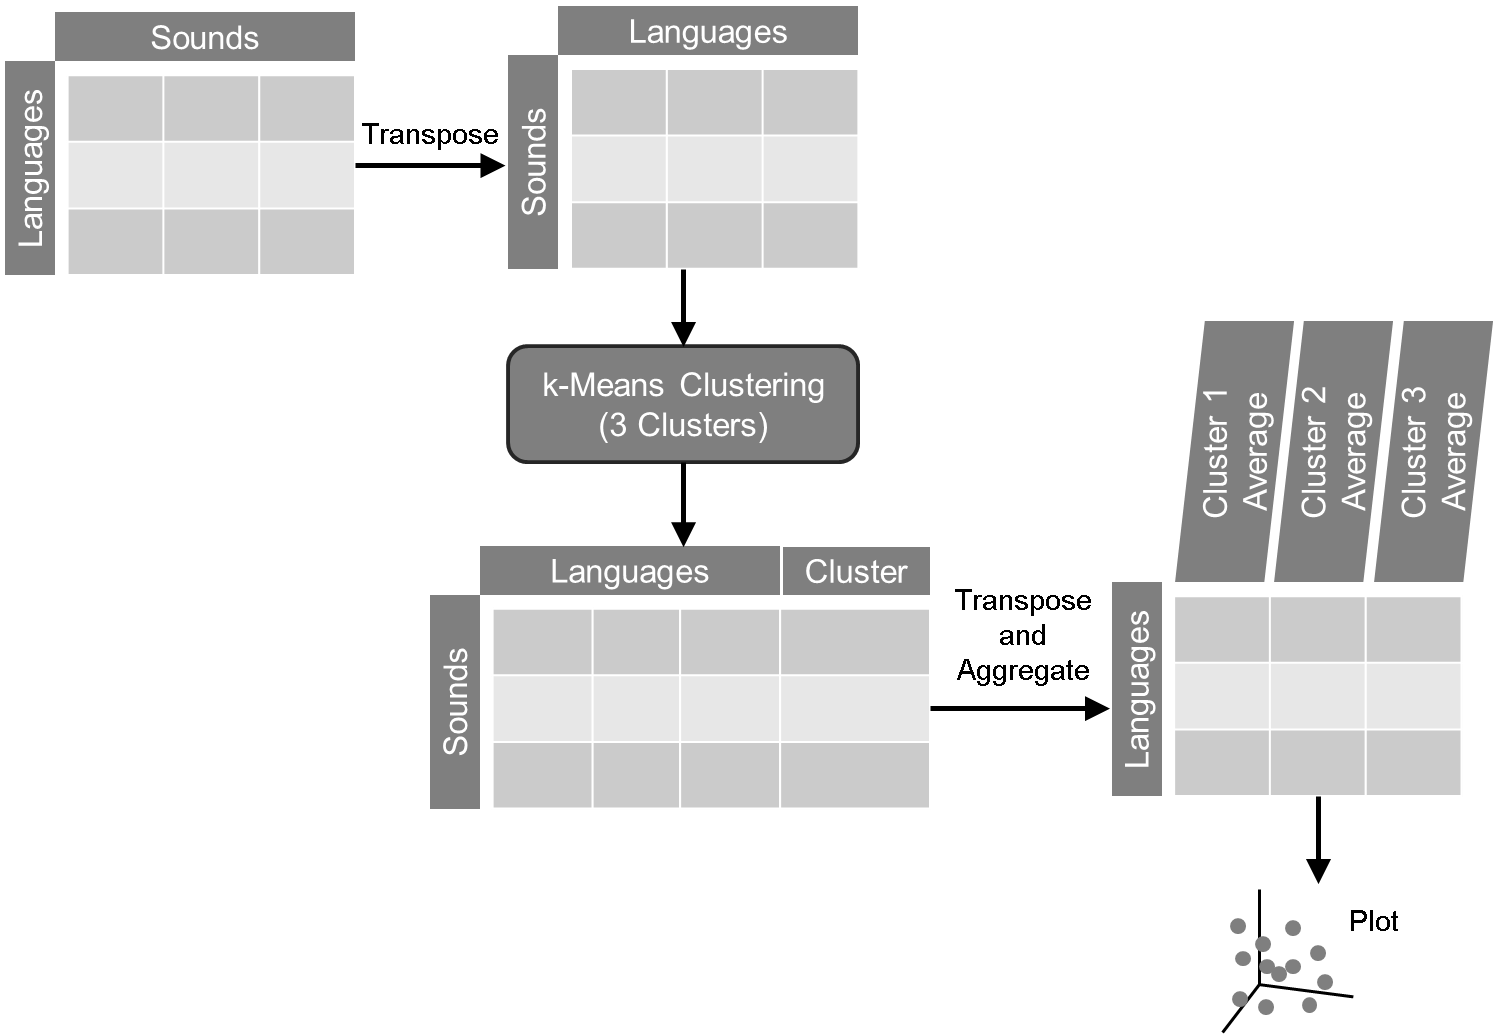 Sounds
Languages
Transpose
Languages
Sounds
k-Means Clustering
(3 Clusters)
Languages
Cluster
Sounds
Transpose
and
Aggregate
Cluster 1
Average
Cluster 2
Average
Cluster 3
Average
Languages
Plot